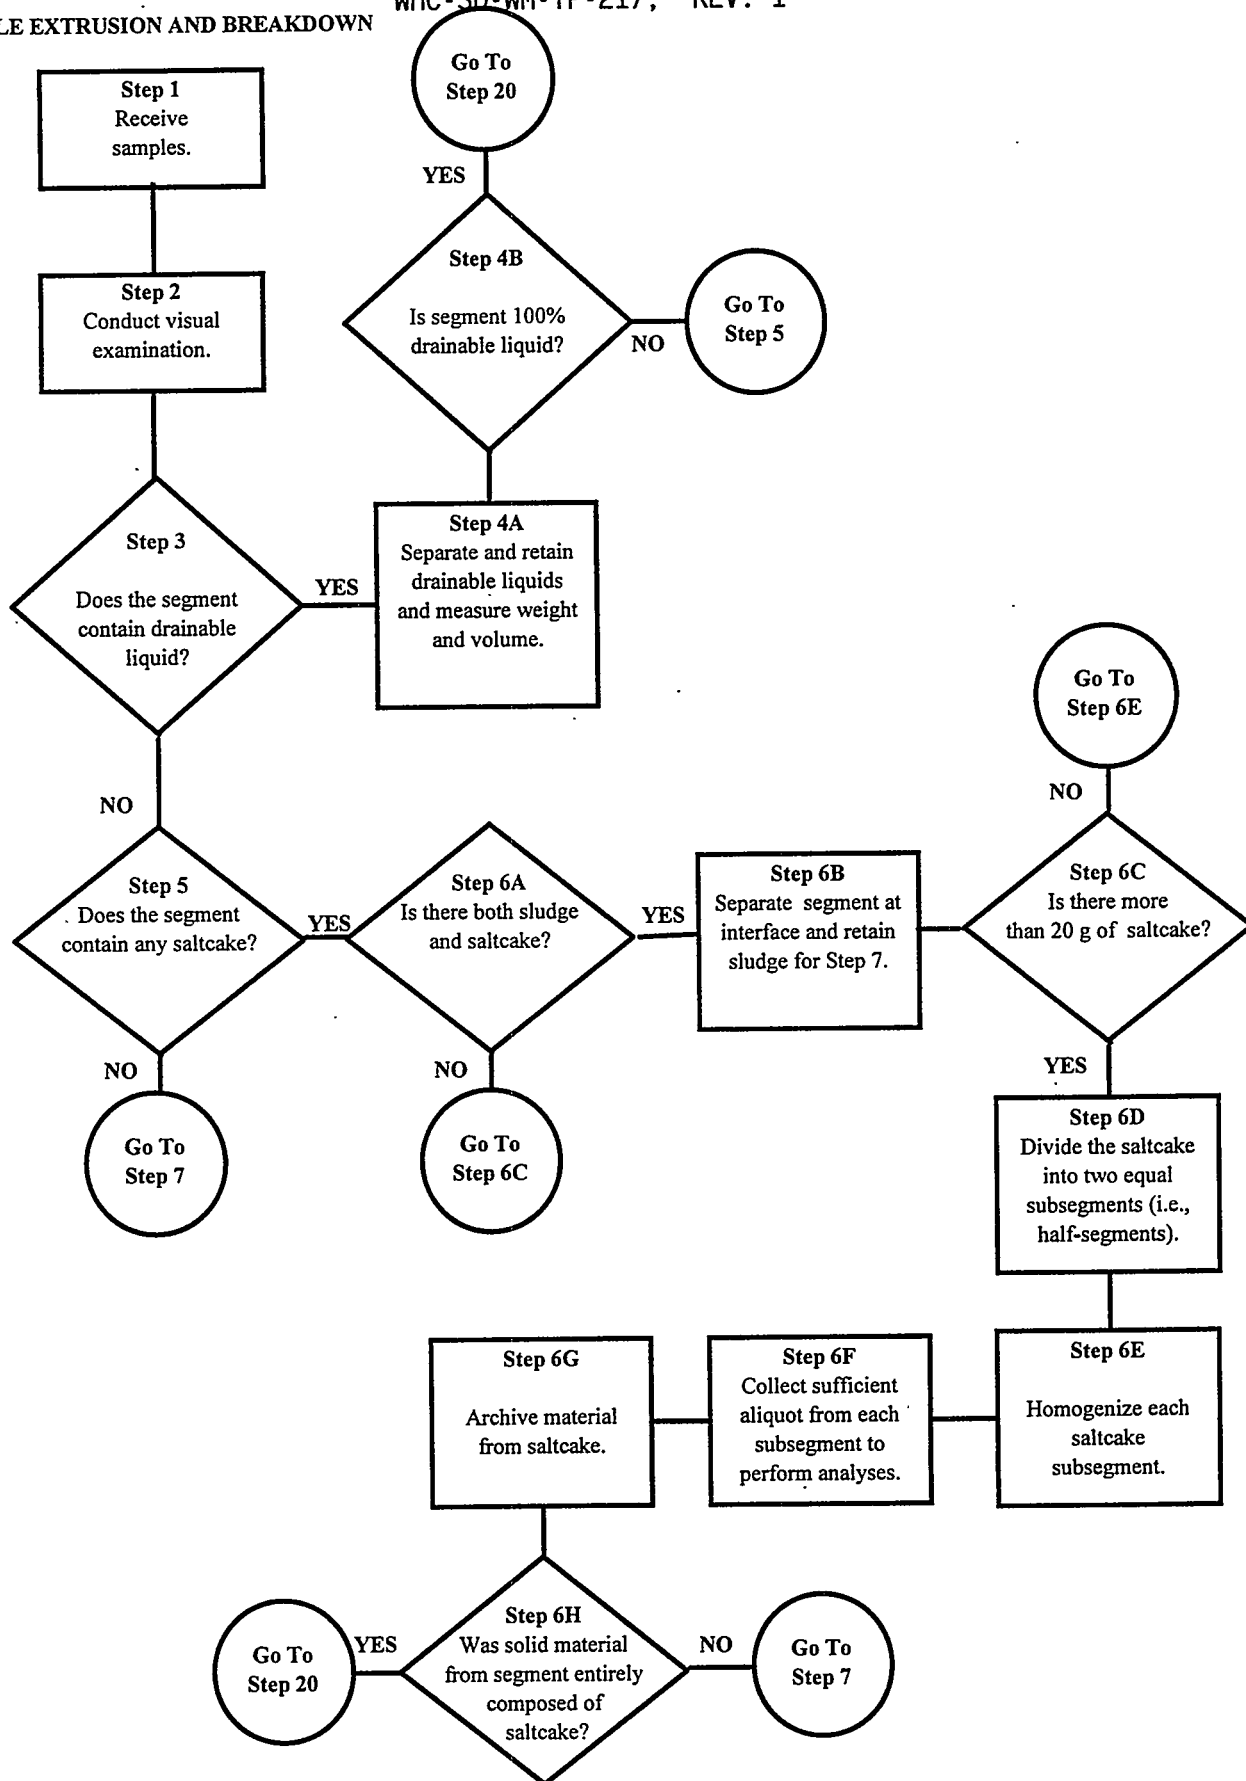 WHC-SD-WM-TP-217, REV. 1
LE EXTRUSION AND BREAKDOWN
Step 1
Receive
samples.
Step 2
Conduct visual
examination.
Step 3
Does the segment
contain drainable
liquid?
YES
NO
Step 4A
Separate and retain
drainable liquids
and measure weight
and volume.
Step 4B
Is segment 100%
drainable liquid?
YES
Go To
Step 20
NO
Go To
Step 5
Step 5
Does the segment
contain any saltcake?
YES
NO
Go To
Step 7
Step 6A
Is there both sludge
and saltcake?
YES
NO
Go To
Step 6C
Step 6B
Separate segment at
interface and retain
sludge for Step 7.
Step 6C
Is there more
than 20 g of saltcake?
NO
Go To
Step 6E
YES
Step 6D
Divide the saltcake
into two equal
subsegments (i.e.,
half-segments).
Step 6E
Homogenize each
saltcake
subsegment.
Step 6F
Collect sufficient
aliquot from each
subsegment to
perform analyses.
Step 6G
Archive material
from saltcake.
Step 6H
Was solid material
from segment entirely
composed of
saltcake?
YES
Go To
Step 20
NO
Go To
Step 7